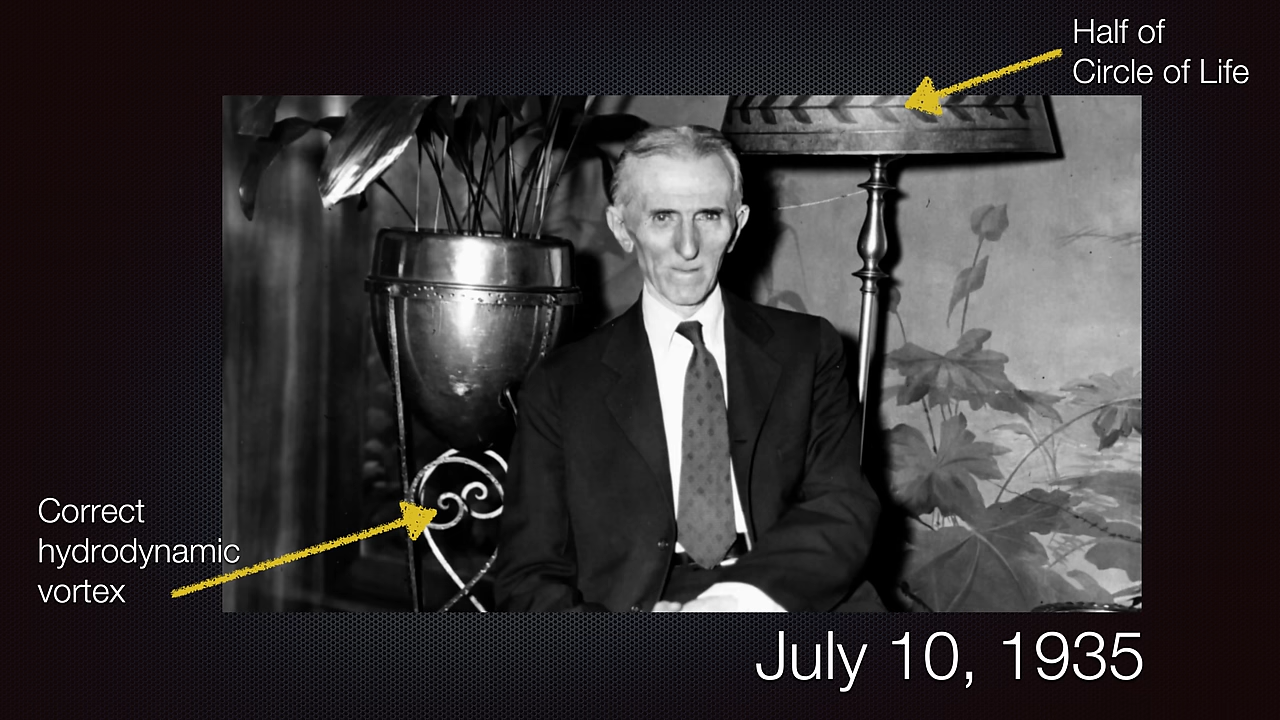 Half of
Circle of Life
Correct
hydrodynamic
vortex
July 10, 1935